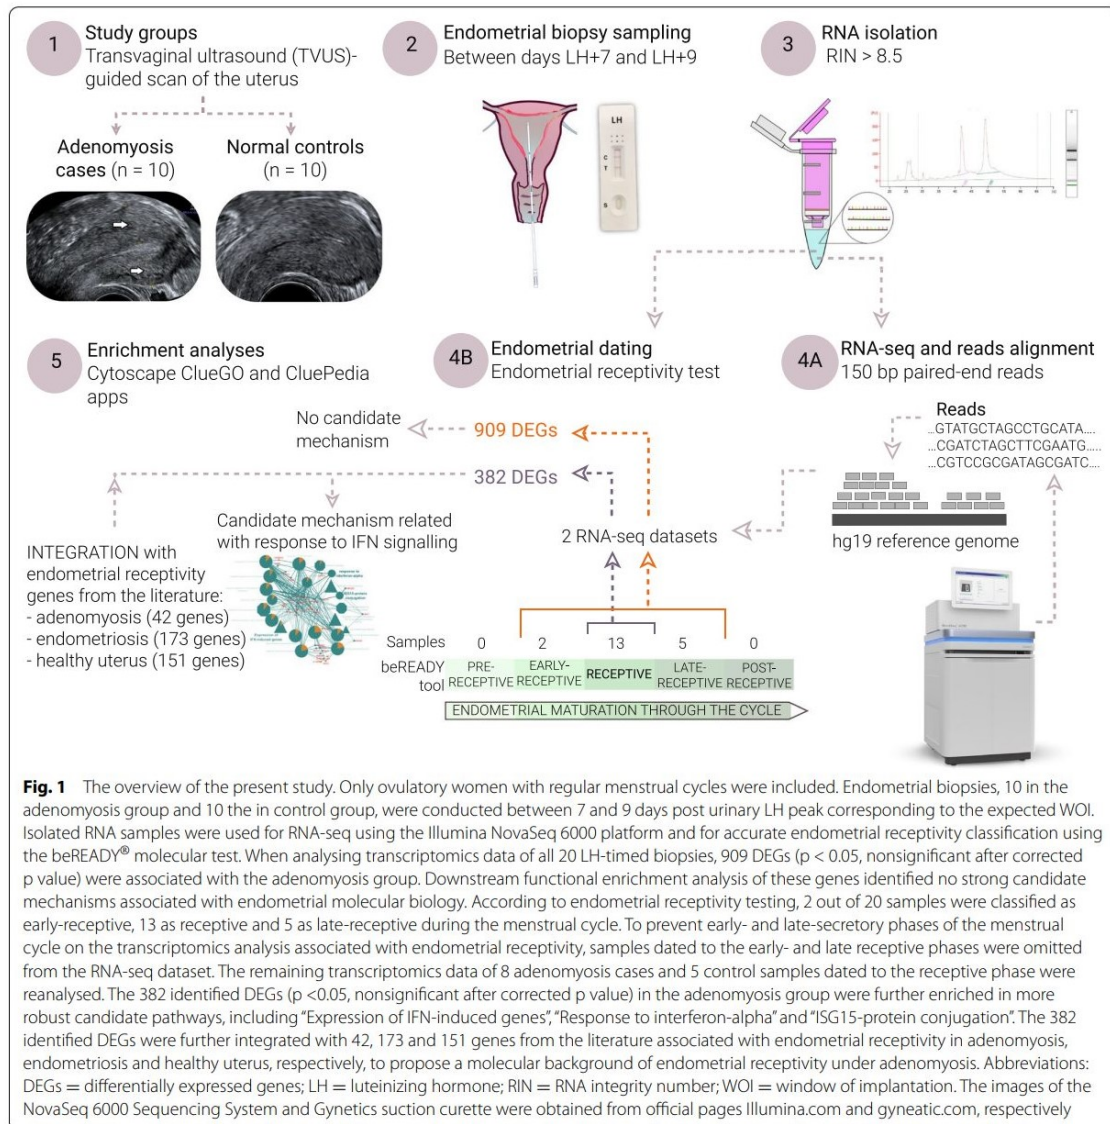 1
Study groups
Transvaginal ultrasound (TVUS)-
guided scan of the uterus
Adenomyosis
cases (n = 10)
Normal controls
(n = 10)
2
Endometrial biopsy sampling
Between days LH+7 and LH+9
LH
C
T
S
3
RNA isolation
RIN > 8.5
4A
RNA-seq and reads alignment
150 bp paired-end reads
Reads
...GTATGCTAGCCTGCATA....
...CGATCTAGCTTCGAATG.....
...CGTCCGCGATAGCGATC....
hg19 reference genome
4B
Endometrial dating
Endometrial receptivity test
909 DEGs
382 DEGs
2 RNA-seq datasets
Samples 0 2 13 5 0
beREADY
tool
PRE-
RECEPTIVE
EARLY-
RECEPTIVE
RECEPTIVE
LATE-
RECEPTIVE
POST-
RECEPTIVE
ENDOMETRIAL MATURATION THROUGH THE CYCLE
5
Enrichment analyses
Cytoscape ClueGO and CluePedia
apps
No candidate
mechanism
Candidate mechanism related
with response to IFN signalling
INTEGRATION with
endometrial receptivity
genes from the literature:
- adenomyosis (42 genes)
- endometriosis (173 genes)
- healthy uterus (151 genes)
Fig. 1 The overview of the present study. Only ovulatory women with regular menstrual cycles were included. Endometrial biopsies, 10 in the
adenomyosis group and 10 the in control group, were conducted between 7 and 9 days post urinary LH peak corresponding to the expected WOI.
Isolated RNA samples were used for RNA-seq using the Illumina NovaSeq 6000 platform and for accurate endometrial receptivity classification using
the beREADY® molecular test. When analysing transcriptomics data of all 20 LH-timed biopsies, 909 DEGs (p < 0.05, nonsignificant after corrected
p value) were associated with the adenomyosis group. Downstream functional enrichment analysis of these genes identified no strong candidate
mechanisms associated with endometrial molecular biology. According to endometrial receptivity testing, 2 out of 20 samples were classified as
early-receptive, 13 as receptive and 5 as late-receptive during the menstrual cycle. To prevent early- and late-secretory phases of the menstrual
cycle on the transcriptomics analysis associated with endometrial receptivity, samples dated to the early- and late receptive phases were omitted
from the RNA-seq dataset. The remaining transcriptomics data of 8 adenomyosis cases and 5 control samples dated to the receptive phase were
reanalysed. The 382 identified DEGs (p <0.05, nonsignificant after corrected p value) in the adenomyosis group were further enriched in more
robust candidate pathways, including “Expression of IFN-induced genes”, “Response to interferon-alpha” and “ISG15-protein conjugation”. The 382
identified DEGs were further integrated with 42, 173 and 151 genes from the literature associated with endometrial receptivity in adenomyosis,
endometriosis and healthy uterus, respectively, to propose a molecular background of endometrial receptivity under adenomyosis. Abbreviations:
DEGs = differentially expressed genes; LH = luteinizing hormone; RIN = RNA integrity number; WOI = window of implantation. The images of the
NovaSeq 6000 Sequencing System and Gynetics suction curette were obtained from official pages Illumina.com and gyneatic.com, respectively